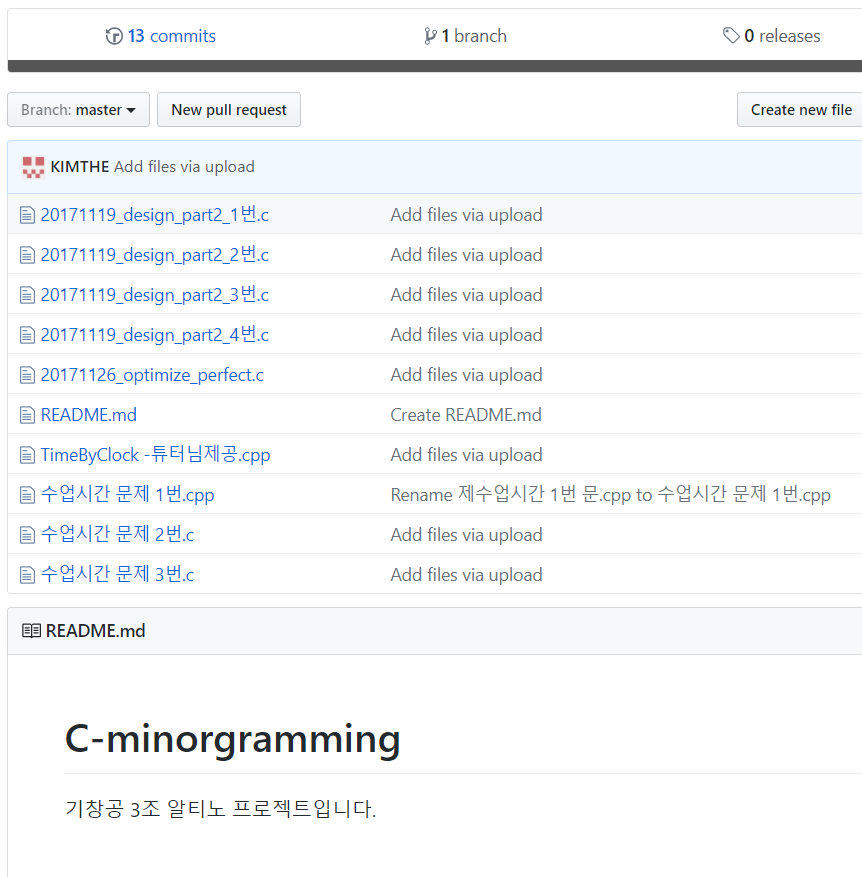 13 commits 1 branch 0 releases
Branch: master New pull request Create new file
KIMTHE Add files via upload
20171119_design_part2_1번.c Add files via upload
20171119_design_part2_2번.c Add files via upload
20171119_design_part2_3번.c Add files via upload
20171119_design_part2_4번.c Add files via upload
20171126_optimize_perfect.c Add files via upload
README.md Create README.md
TimeByClock -튜터님제공.cpp Add files via upload
수업시간 문제 1번.cpp Rename 제수업시간 1번 문.cpp to 수업시간 문제 1번.cpp
수업시간 문제 2번.c Add files via upload
수업시간 문제 3번.c Add files via upload
README.md
C-minorgramming
기창공 3조 알티노 프로젝트입니다.